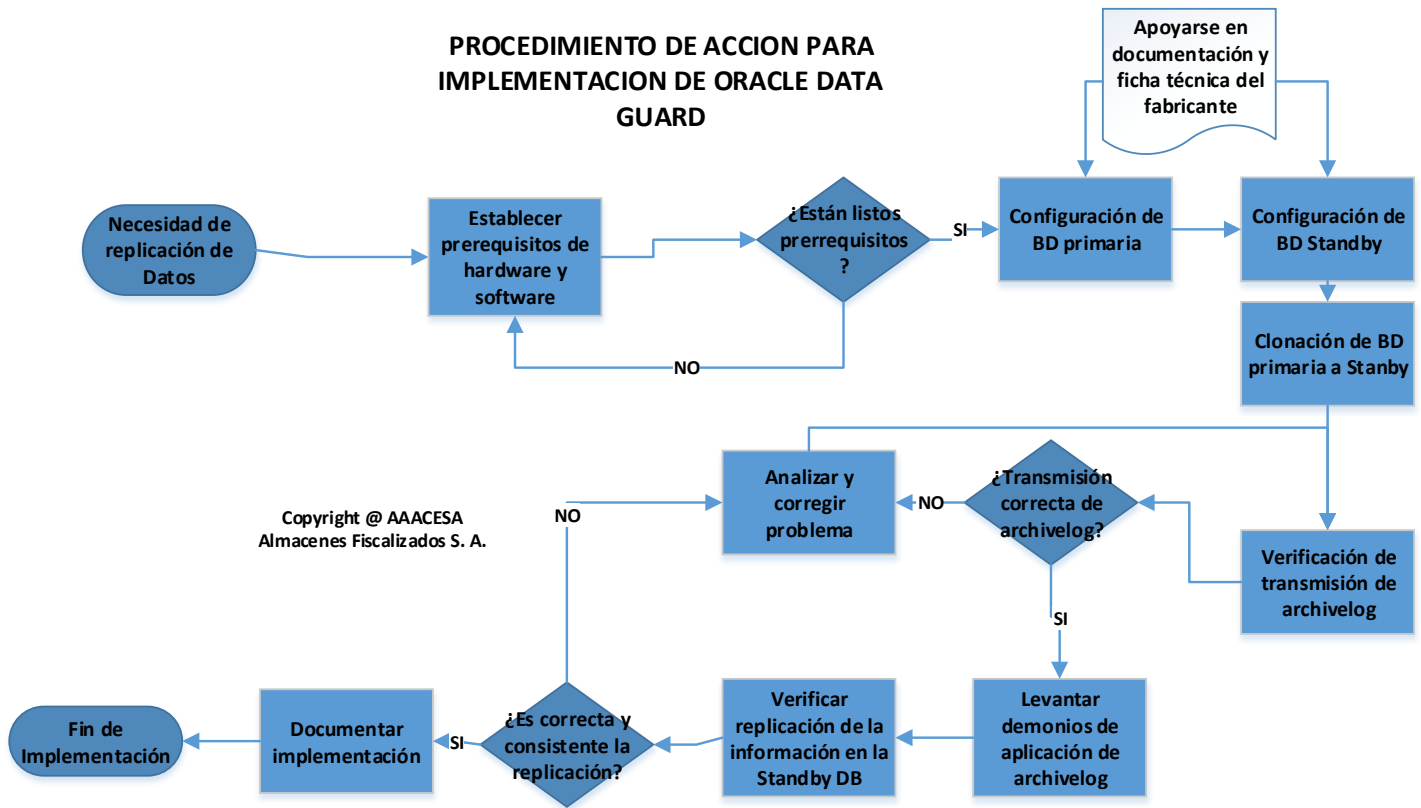 PROCEDIMIENTO DE ACCION PARA
IMPLEMENTACION DE ORACLE DATA
GUARD
Apoyarse en
documentación y
ficha técnica del
fabricante
Necesidad de
replicación de
Datos
Establecer
prerequisitos de
hardware y
software
¿Están listos
prerrequisitos
?
SI
Configuración de
BD primaria
Configuración de
BD Standby
NO
Clonación de BD
primaria a Stanby
Analizar y
corregir
problema
NO
¿Transmisión
correcta de
archivelog?
Verificación de
transmisión de
archivelog
NO
Copyright @ AAACESA
Almacenes Fiscalizados S. A.
SI
Fin de
Implementación
Documentar
implementación
SI
¿Es correcta y
consistente la
replicación?
Verificar
replicación de la
información en la
Standby DB
Levantar
demonios de
aplicación de
archivelog